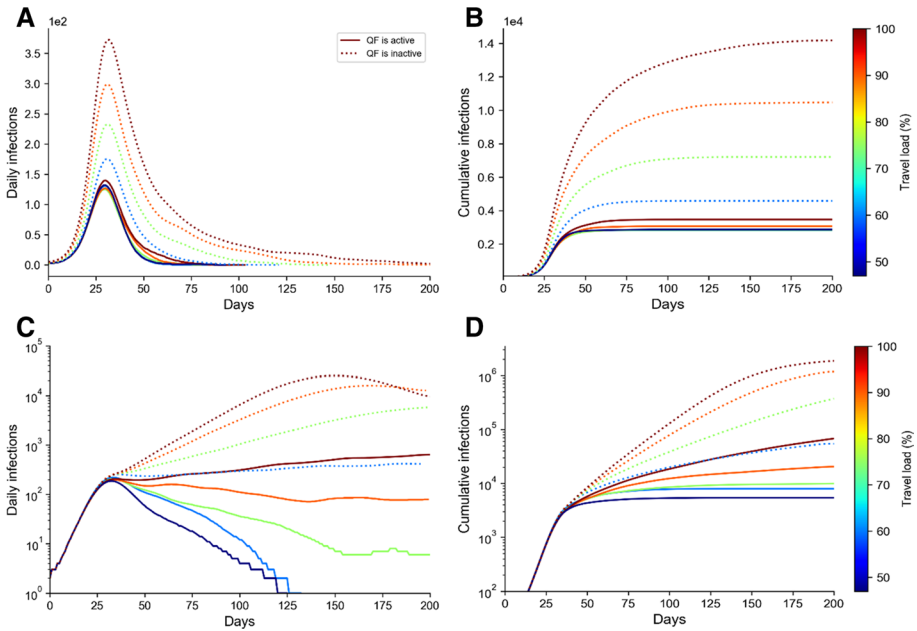 A
1e2
Daily infections
3.5
3.0
2.5
2.0
1.5
1.0
0.5
0.0
0 25 50 75 100 125 150 175 200
Days
QF is active
QF is inactive
B
1e4
Cumulative infections
1.4
1.2
1.0
0.8
0.6
0.4
0.2
0 25 50 75 100 125 150 175 200
Days
100
90
80
70
60
50
Travel load (%)
C
Daily infections
10^5
10^4
10^3
10^2
10^1
10^0
0 25 50 75 100 125 150 175 200
Days
D
Cumulative infections
10^6
10^5
10^4
10^3
10^2
0 25 50 75 100 125 150 175 200
Days
100
90
80
70
60
50
Travel load (%)